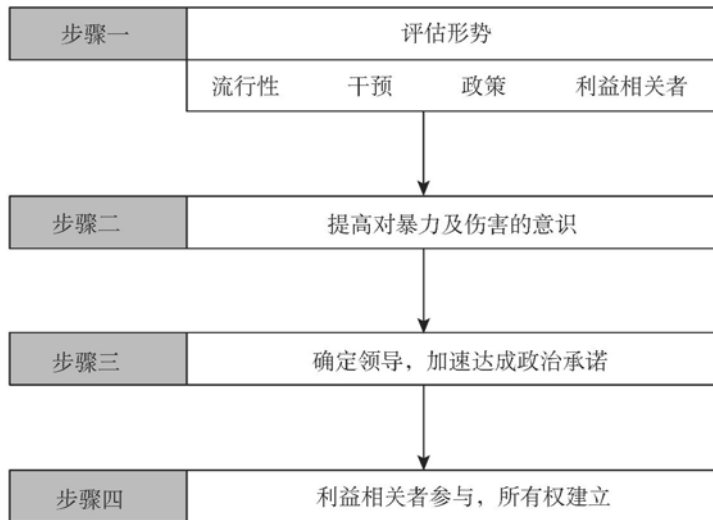 步骤一 评估形势
流行性 干预 政策 利益相关者
步骤二 提高对暴力及伤害的意识
步骤三 确定领导，加速达成政治承诺
步骤四 利益相关者参与，所有权建立